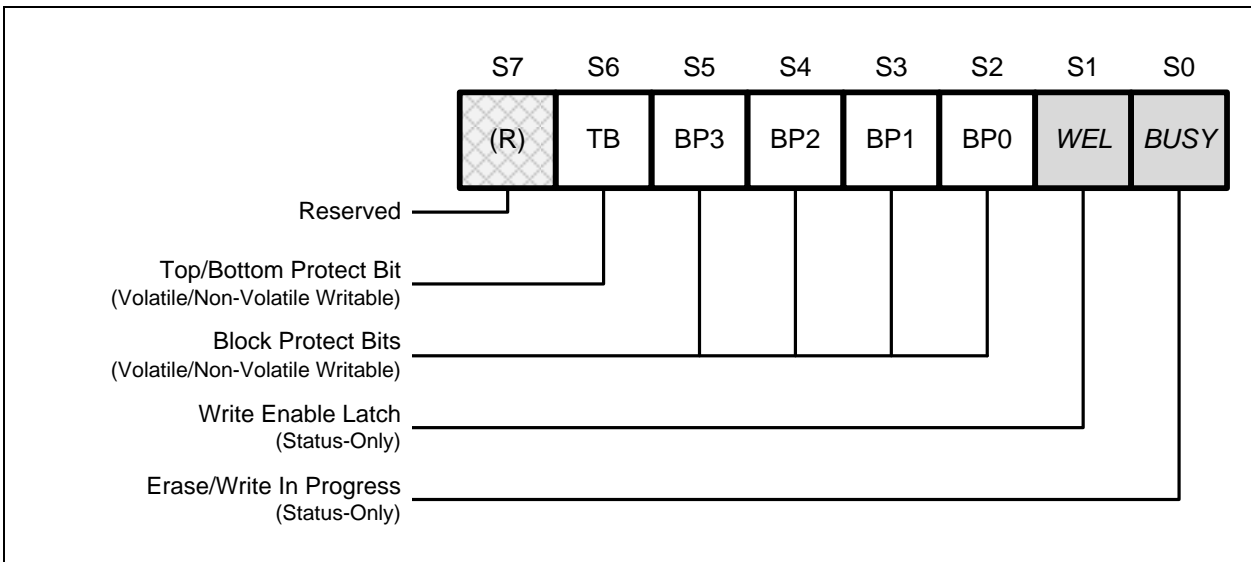 S7 S6 S5 S4 S3 S2 S1 S0
(R) TB BP3 BP2 BP1 BP0 WEL BUSY
Reserved
Top/Bottom Protect Bit
(Volatile/Non-Volatile Writable)
Block Protect Bits
(Volatile/Non-Volatile Writable)
Write Enable Latch
(Status-Only)
Erase/Write In Progress
(Status-Only)